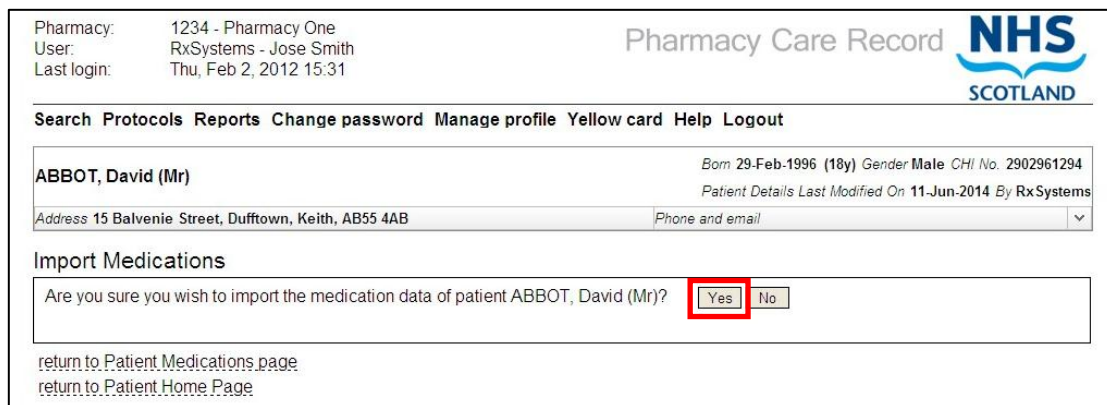 Pharmacy: 1234 - Pharmacy One
User: RxSystems - Jose Smith
Last login: Thu, Feb 2, 2012 15:31
Pharmacy Care Record
NHS
SCOTLAND
Search Protocols Reports Change password Manage profile Yellow card Help Logout
ABBOT, David (Mr)
Born 29-Feb-1996 (18y) Gender Male CHI No. 2902961294
Patient Details Last Modified On 11-Jun-2014 By RxSystems
Address 15 Balvenie Street, Dufftown, Keith, AB55 4AB Phone and email
Import Medications
Are you sure you wish to import the medication data of patient ABBOT, David (Mr)? Yes No
return to Patient Medications page
return to Patient Home Page